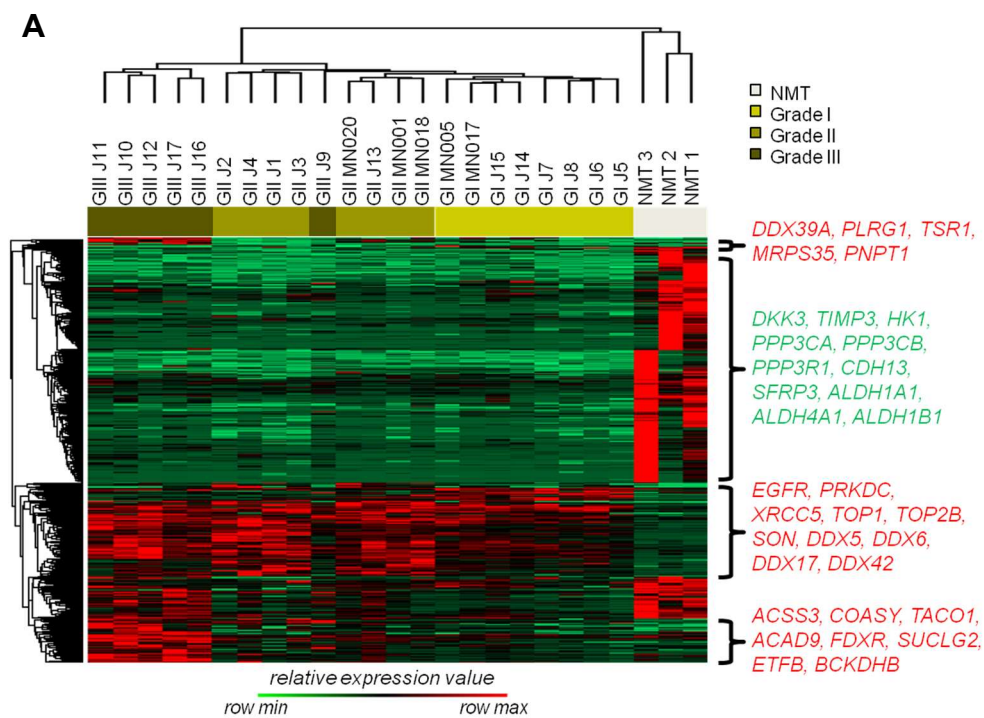 A
NMT
Grade I
Grade II
Grade III
GIII J11
GIII J10
GIII J12
GIII J17
GIII J16
GII J2
GII J4
GII J1
GII J3
GIII J9
GII MN020
GII J13
GII MN001
GII MN018
GI MN005
GI MN017
GI J15
GI J14
GI J7
GI J8
GI J6
GI J5
NMT 3
NMT 2
NMT 1
DDX39A, PLRG1, TSR1,
MRPS35, PNPT1
DKK3, TIMP3, HK1,
PPP3CA, PPP3CB,
PPP3R1, CDH13,
SFRP3, ALDH1A1,
ALDH4A1, ALDH1B1
EGFR, PRKDC,
XRCC5, TOP1, TOP2B,
SON, DDX5, DDX6,
DDX17, DDX42
ACSS3, COASY, TACO1,
ACAD9, FDXR, SUCLG2,
ETFB, BCKDHB
relative expression value
row min row max